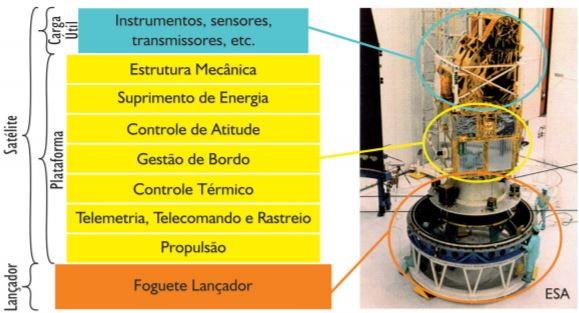 Satélite
Lançador
Carga
Útil
Plataforma
Instrumentos, sensores,
transmissores, etc.
Estrutura Mecânica
Suprimento de Energia
Controle de Atitude
Gestão de Bordo
Controle Térmico
Telemetria, Telecomando e Rastreio
Propulsão
Foguete Lançador
ESA